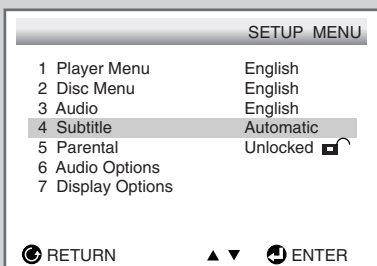 SETUP MENU
1 Player Menu English
2 Disc Menu English
3 Audio English
4 Subtitle Automatic
5 Parental Unlocked
6 Audio Options
7 Display Options
RETURN ▲ ▼ ENTER